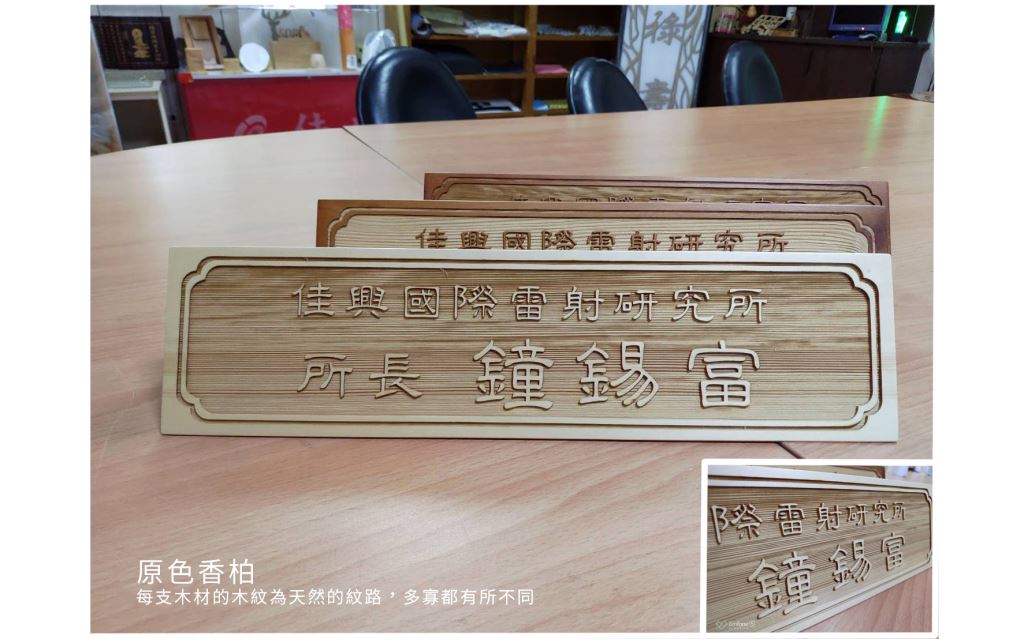 祿
佳興國際雷射研究所
佳興國際雷射研究所
所長 鐘錫富
原色香柏
每支木材的木紋為天然的紋路，多寡都有所不同
際雷射研究所
鐘錫富